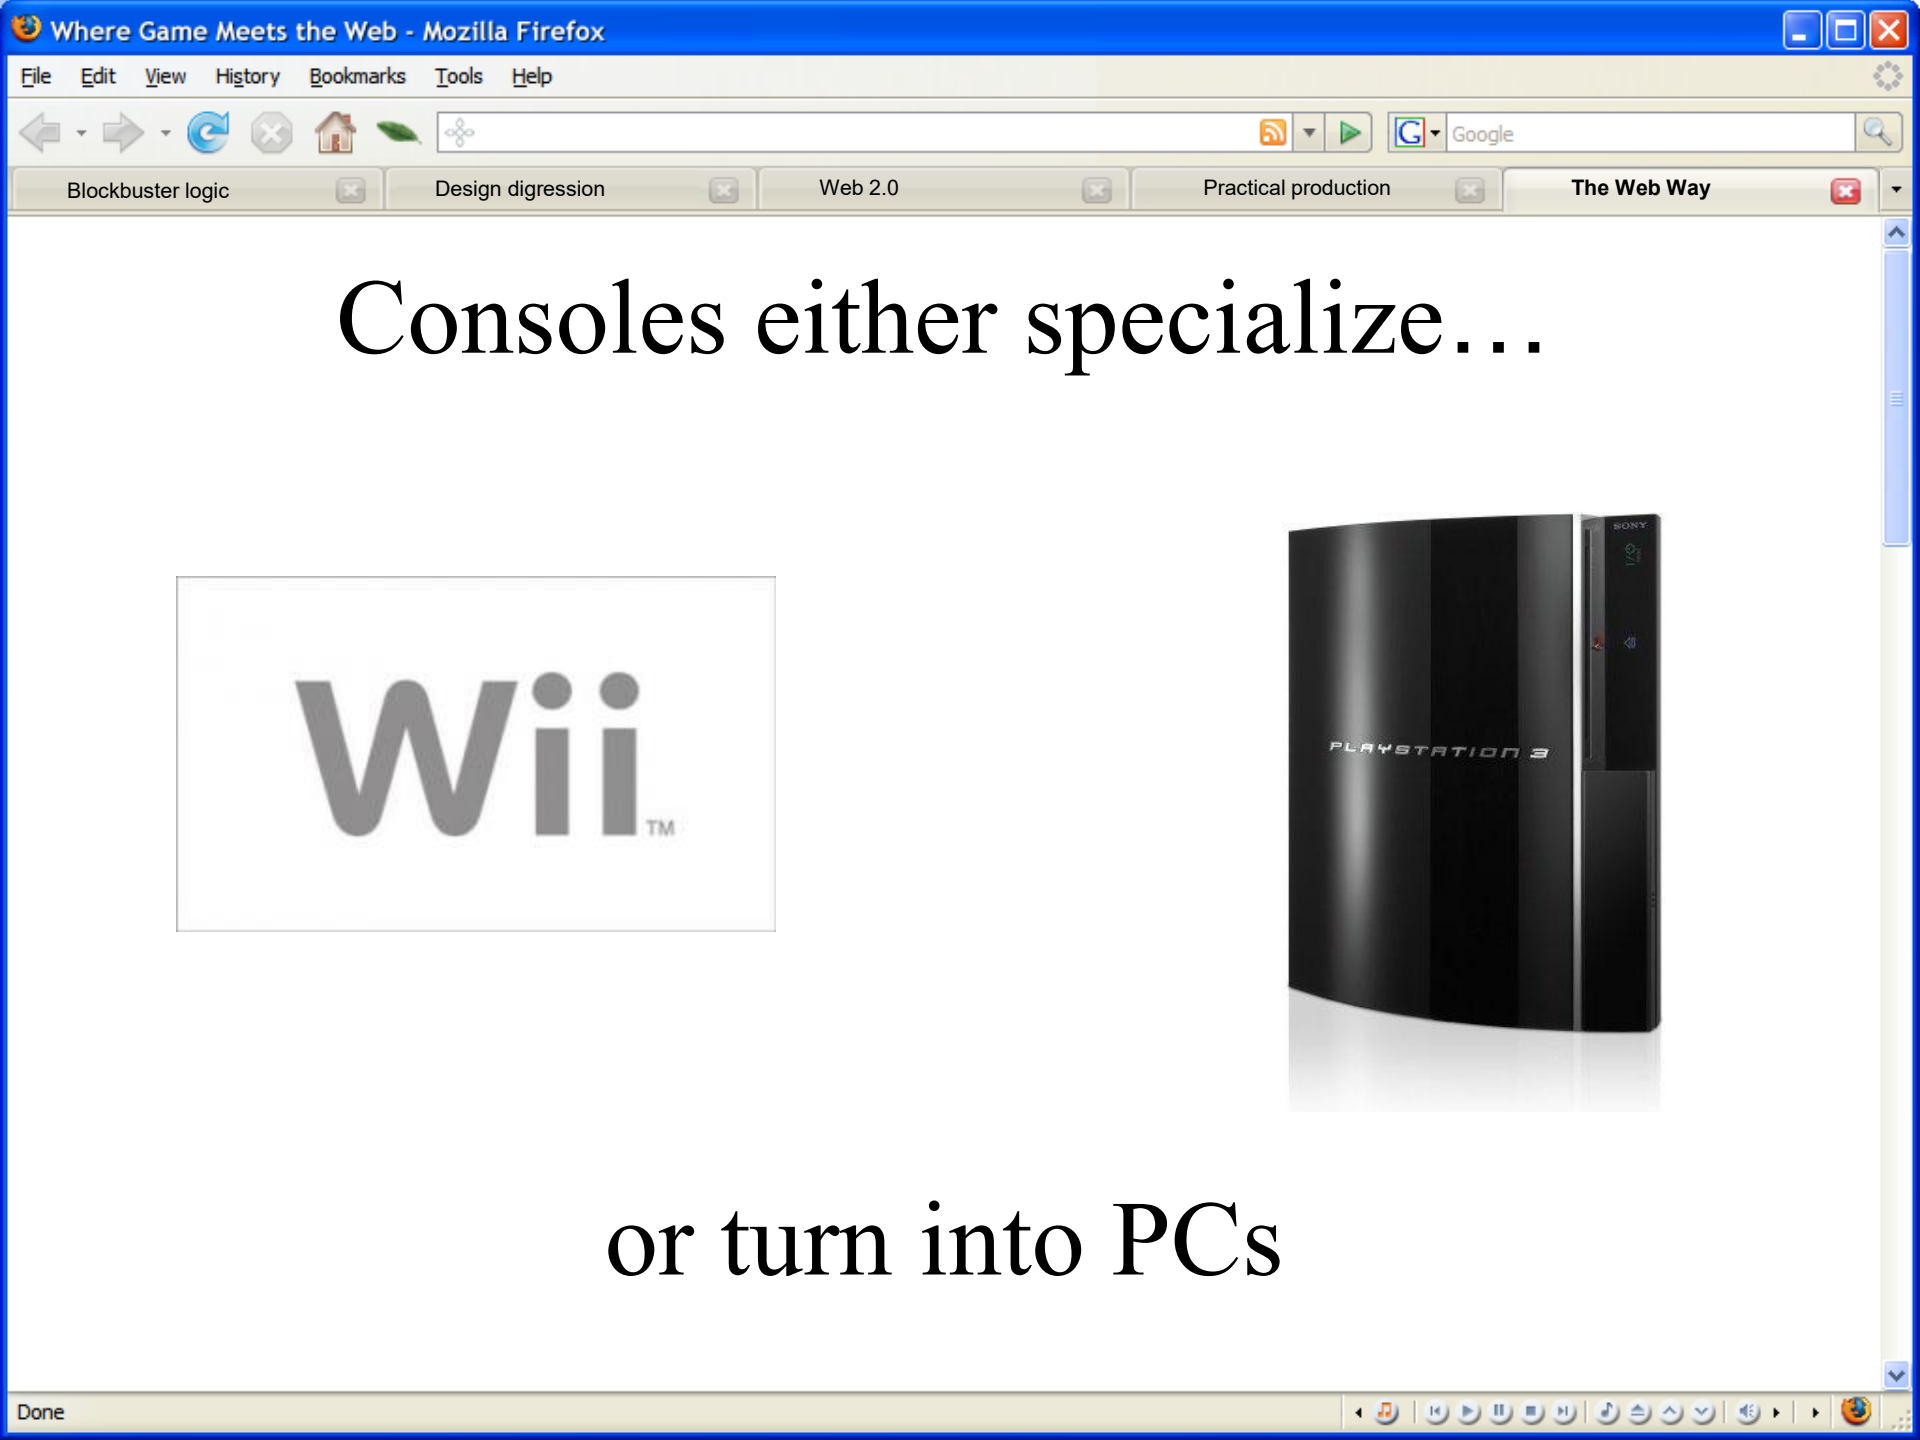 Where Game Meets the Web - Mozilla Firefox
File Edit View History Bookmarks Tools Help
Google
Blockbuster logic Design digression Web 2.0 Practical production The Web Way
Consoles either specialize…
SONY
Wii TM
PLAYSTATION 3
or turn into PCs
Done